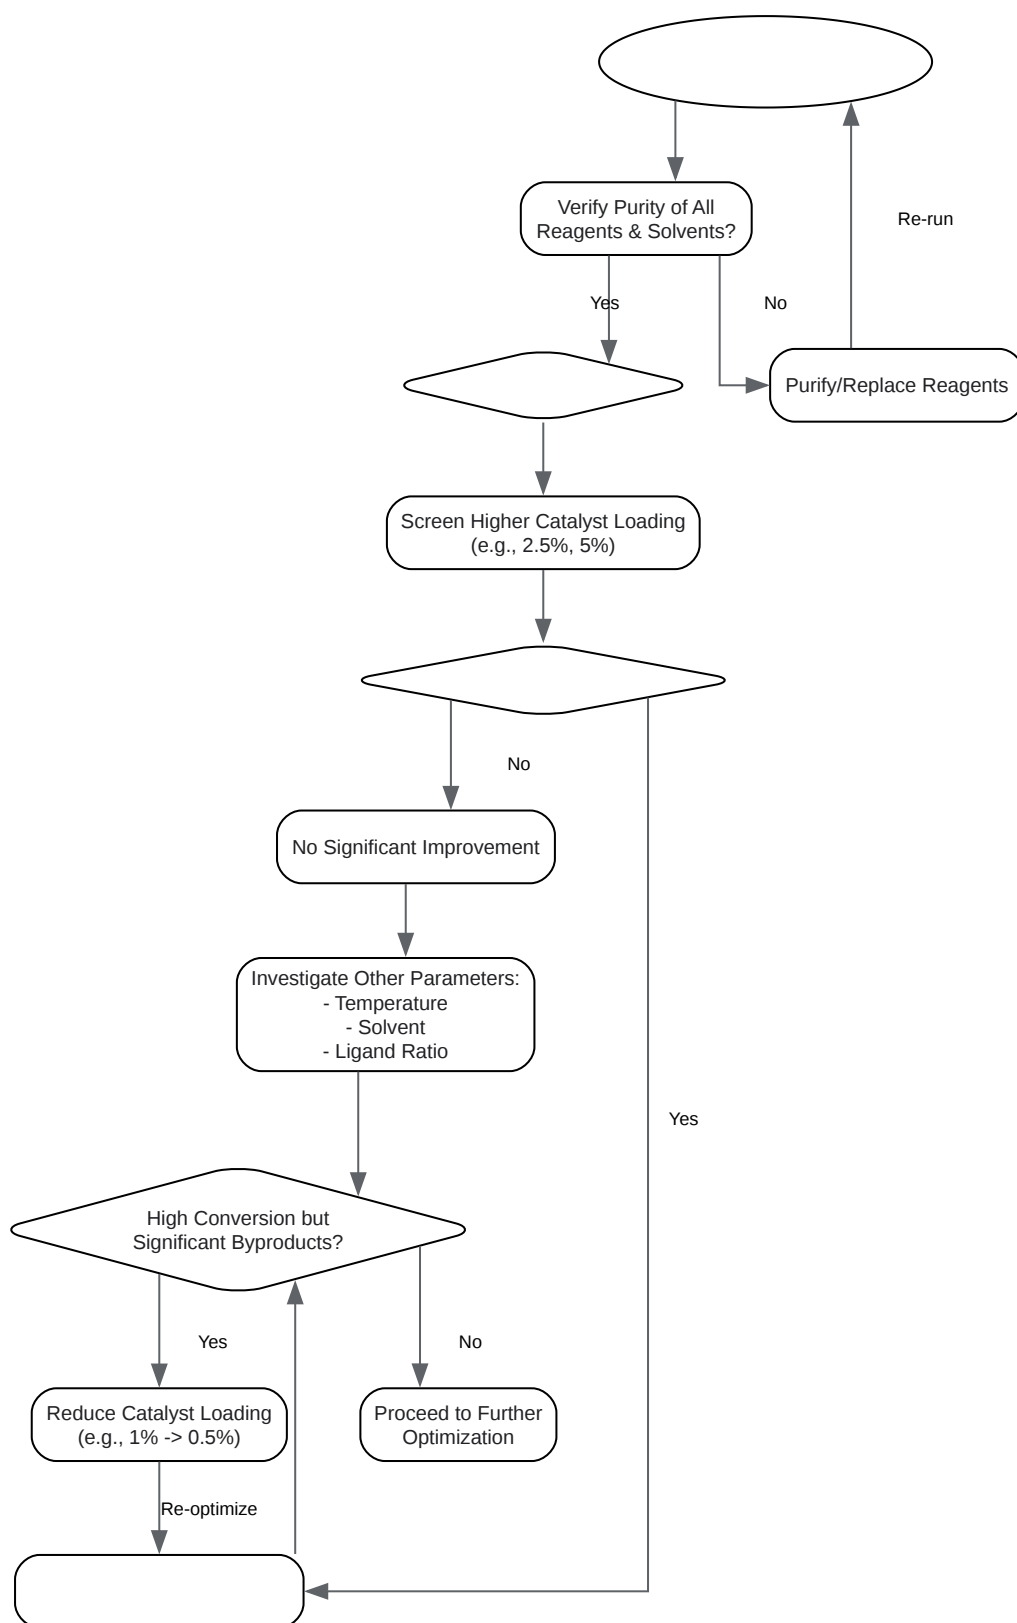 Verify Purity of All
Reagents & Solvents?
Re-run
Yes
No
Purify/Replace Reagents
Screen Higher Catalyst Loading
(e.g., 2.5%, 5%)
No
No Significant Improvement
Investigate Other Parameters:
- Temperature
- Solvent
- Ligand Ratio
Yes
High Conversion but
Significant Byproducts?
Yes
No
Reduce Catalyst Loading
(e.g., 1% -> 0.5%)
Proceed to Further
Optimization
Re-optimize